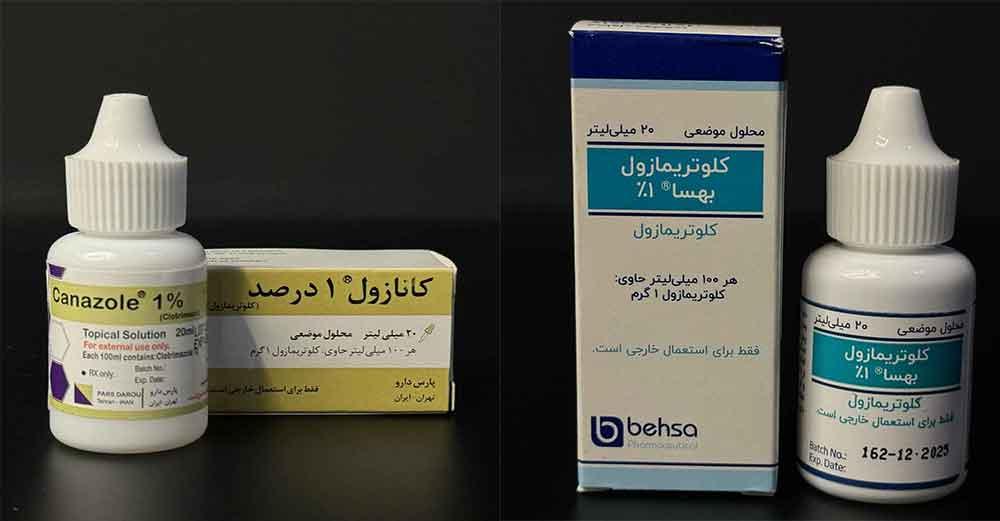 Canazole® 1%
(Clotrimazole)
Topical Solution 20ml
For external use only.
Each 100ml contains: Clotrimazole
• RX only.
Batch No.:
Exp. Date:
PARS DAROU
Tehran - IRAN
پارس دارو
تهران - ایران
کانازول® ۱ درصد
(کلوتریمازول)
۲۰ میلی لیتر محلول موضعی
هر ۱۰۰ میلی لیتر حاوی: کلوتریمازول ۱ گرم
پارس دارو
فقط برای استعمال خارجی است
تهران - ایران
محلول موضعی ۲۰ میلی‌لیتر
کلوتریمازول
بهسا® ۱٪
کلوتریمازول
هر ۱۰۰ میلی‌لیتر حاوی:
کلوتریمازول ۱ گرم
فقط برای استعمال خارجی است.
behsa
Pharmaceutical
محلول موضعی ۲۰ میلی‌لیتر
کلوتریمازول
بهسا® ۱٪
کلوتریمازول
فقط برای استعمال خارجی است.
Batch No.:
Exp. Date:
162-12-2025